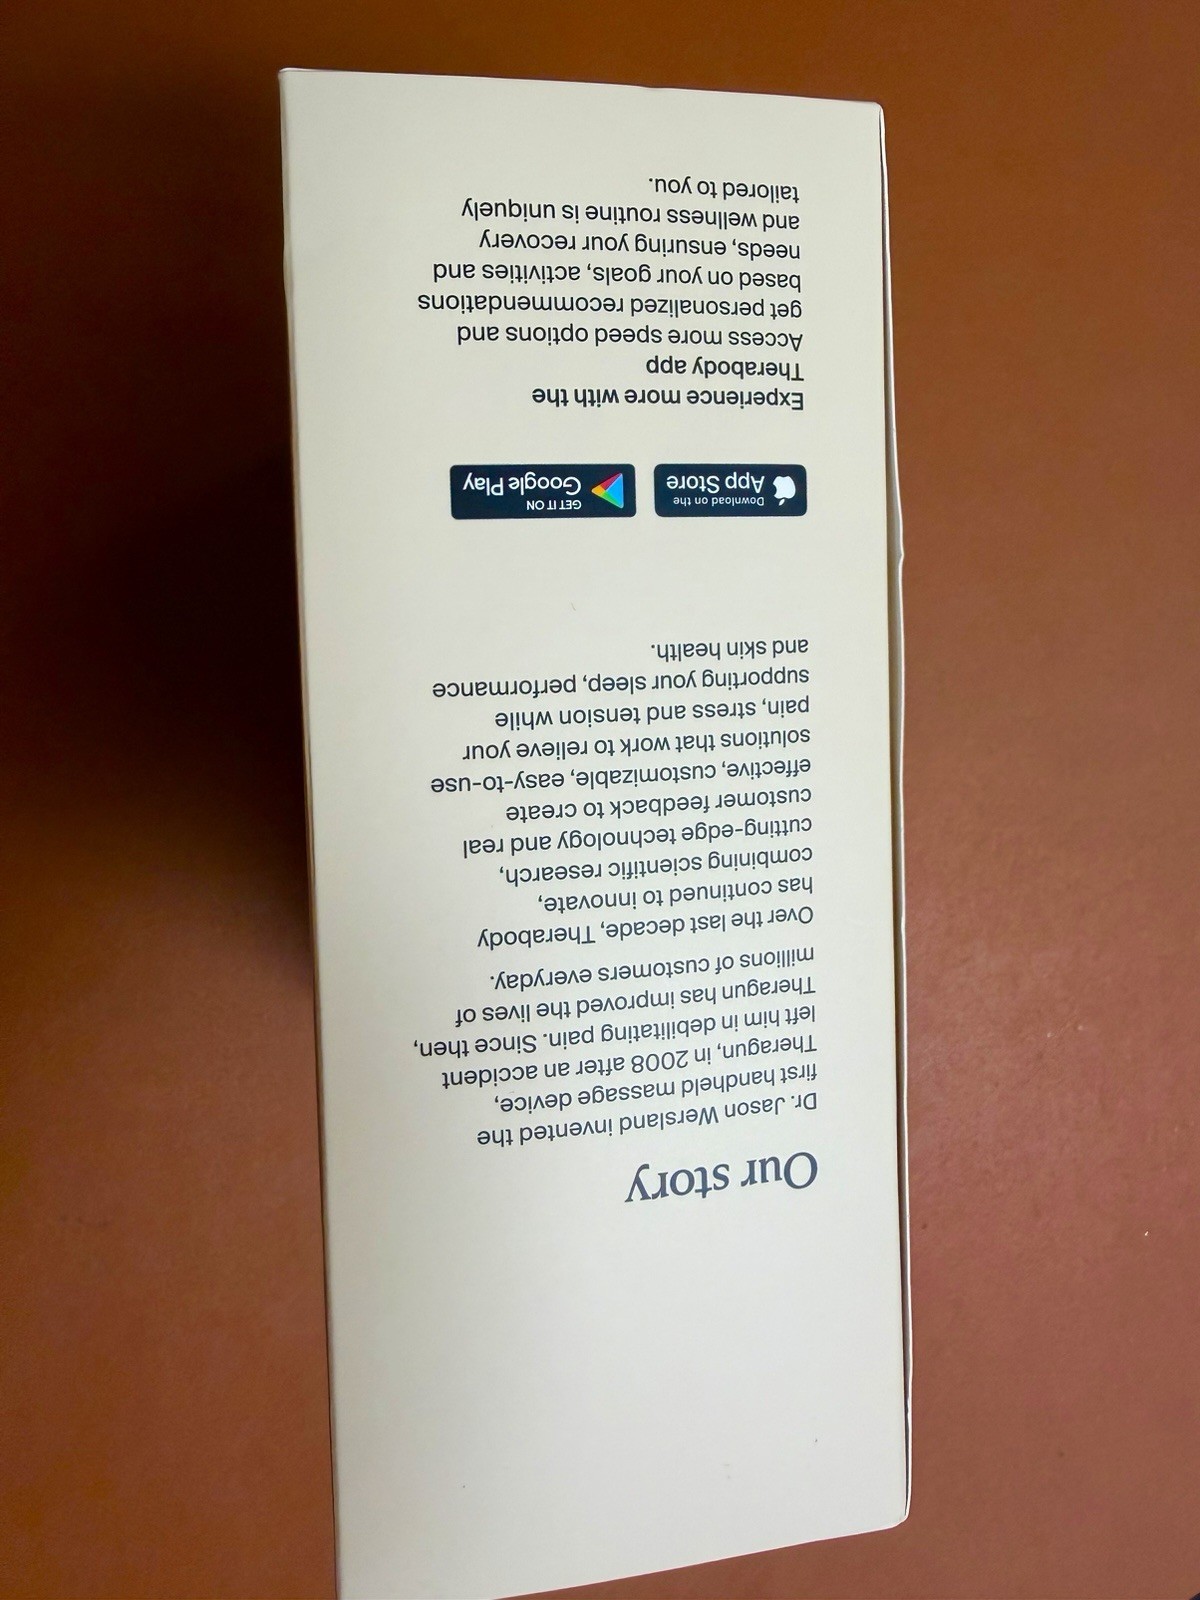 Our story
Dr. Jason Wersland invented the
first handheld massage device,
Theragun, in 2008 after an accident
left him in debilitating pain. Since then,
Theragun has improved the lives of
millions of customers everyday.
Over the last decade, Therabody
has continued to innovate,
combining scientific research,
cutting-edge technology and real
customer feedback to create
effective, customizable, easy-to-use
solutions that work to relieve your
pain, stress and tension while
supporting your sleep, performance
and skin health.
Download on the
App Store
GET IT ON
Google Play
Experience more with the
Therabody app
Access more speed options and
get personalized recommendations
based on your goals, activities and
needs, ensuring your recovery
and wellness routine is uniquely
tailored to you.